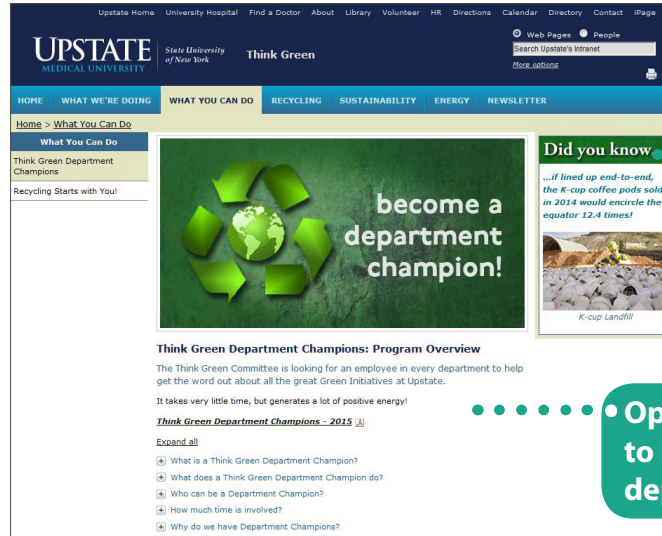 Upstate Home University Hospital Find a Doctor About Library Volunteer HR Directions Calendar Directory Contact iPage
UPSTATE
MEDICAL UNIVERSITY
State University
of New York
Think Green
Web Pages People
Search Upstate's Intranet
More options
HOME WHAT WE'RE DOING WHAT YOU CAN DO RECYCLING SUSTAINABILITY ENERGY NEWSLETTER
Home > What You Can Do
What You Can Do
Think Green Department
Champions
Recycling Starts with You!
become a
department
champion!
Did you know
...if lined up end-to-end,
the K-cup coffee pods sold
in 2014 would encircle the
equator 12.4 times!
K-cup Landfill
Think Green Department Champions: Program Overview
The Think Green Committee is looking for an employee in every department to help
get the word out about all the great Green Initiatives at Upstate.
It takes very little time, but generates a lot of positive energy!
Think Green Department Champions - 2015
Expand all
What is a Think Green Department Champion?
What does a Think Green Department Champion do?
Who can be a Department Champion?
How much time is involved?
Why do we have Department Champions?
to